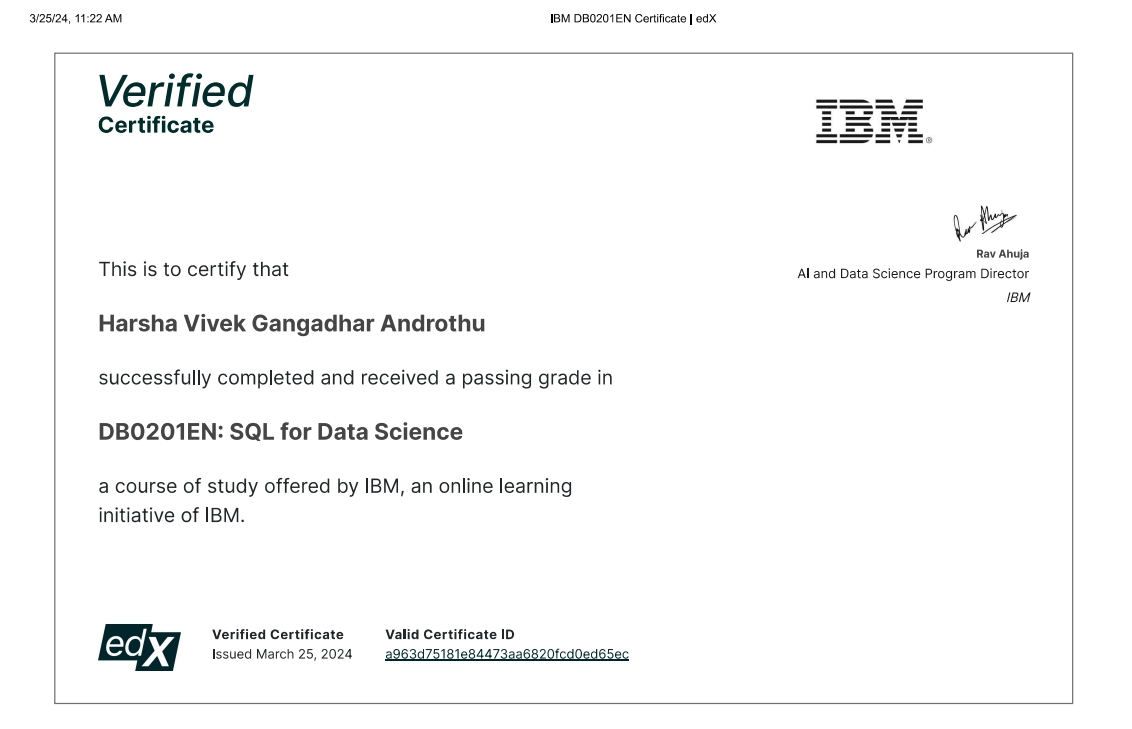 3/25/24, 11:22 AM
IBM DB0201EN Certificate | edX
Verified
Certificate
IBM®
Rav Ahuja
Rav Ahuja
AI and Data Science Program Director
IBM
This is to certify that
Harsha Vivek Gangadhar Androthu
successfully completed and received a passing grade in
DB0201EN: SQL for Data Science
a course of study offered by IBM, an online learning
initiative of IBM.
edX
Verified Certificate
Issued March 25, 2024
Valid Certificate ID
a963d75181e84473aa6820fcd0ed65ec